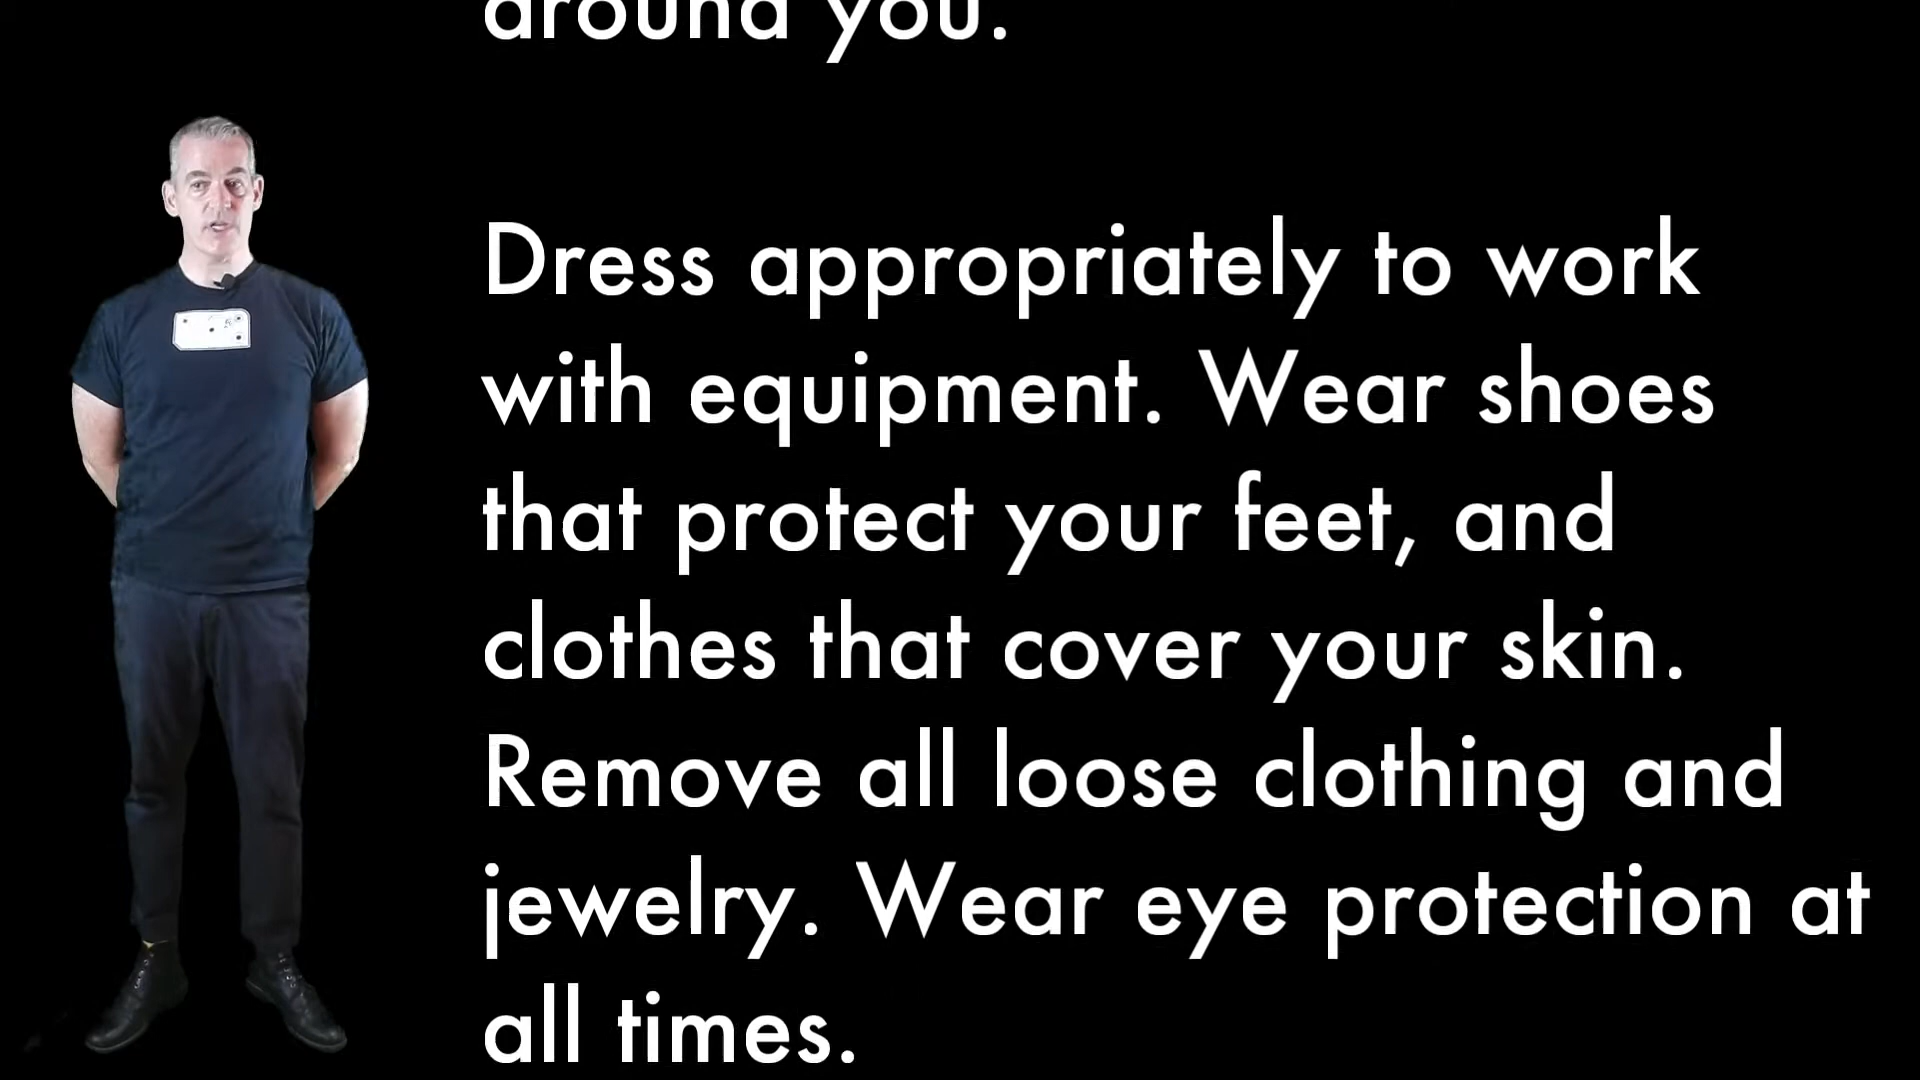 around you.
Dress appropriately to work
with equipment. Wear shoes
that protect your feet, and
clothes that cover your skin.
Remove all loose clothing and
jewelry. Wear eye protection at
all times.